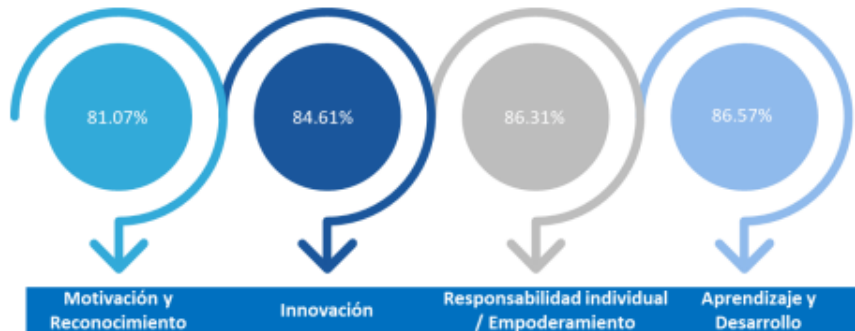 81.07%
84.61%
86.31%
86.57%
Motivación y
Reconocimiento
Innovación
Responsabilidad individual
/ Empoderamiento
Aprendizaje y
Desarrollo